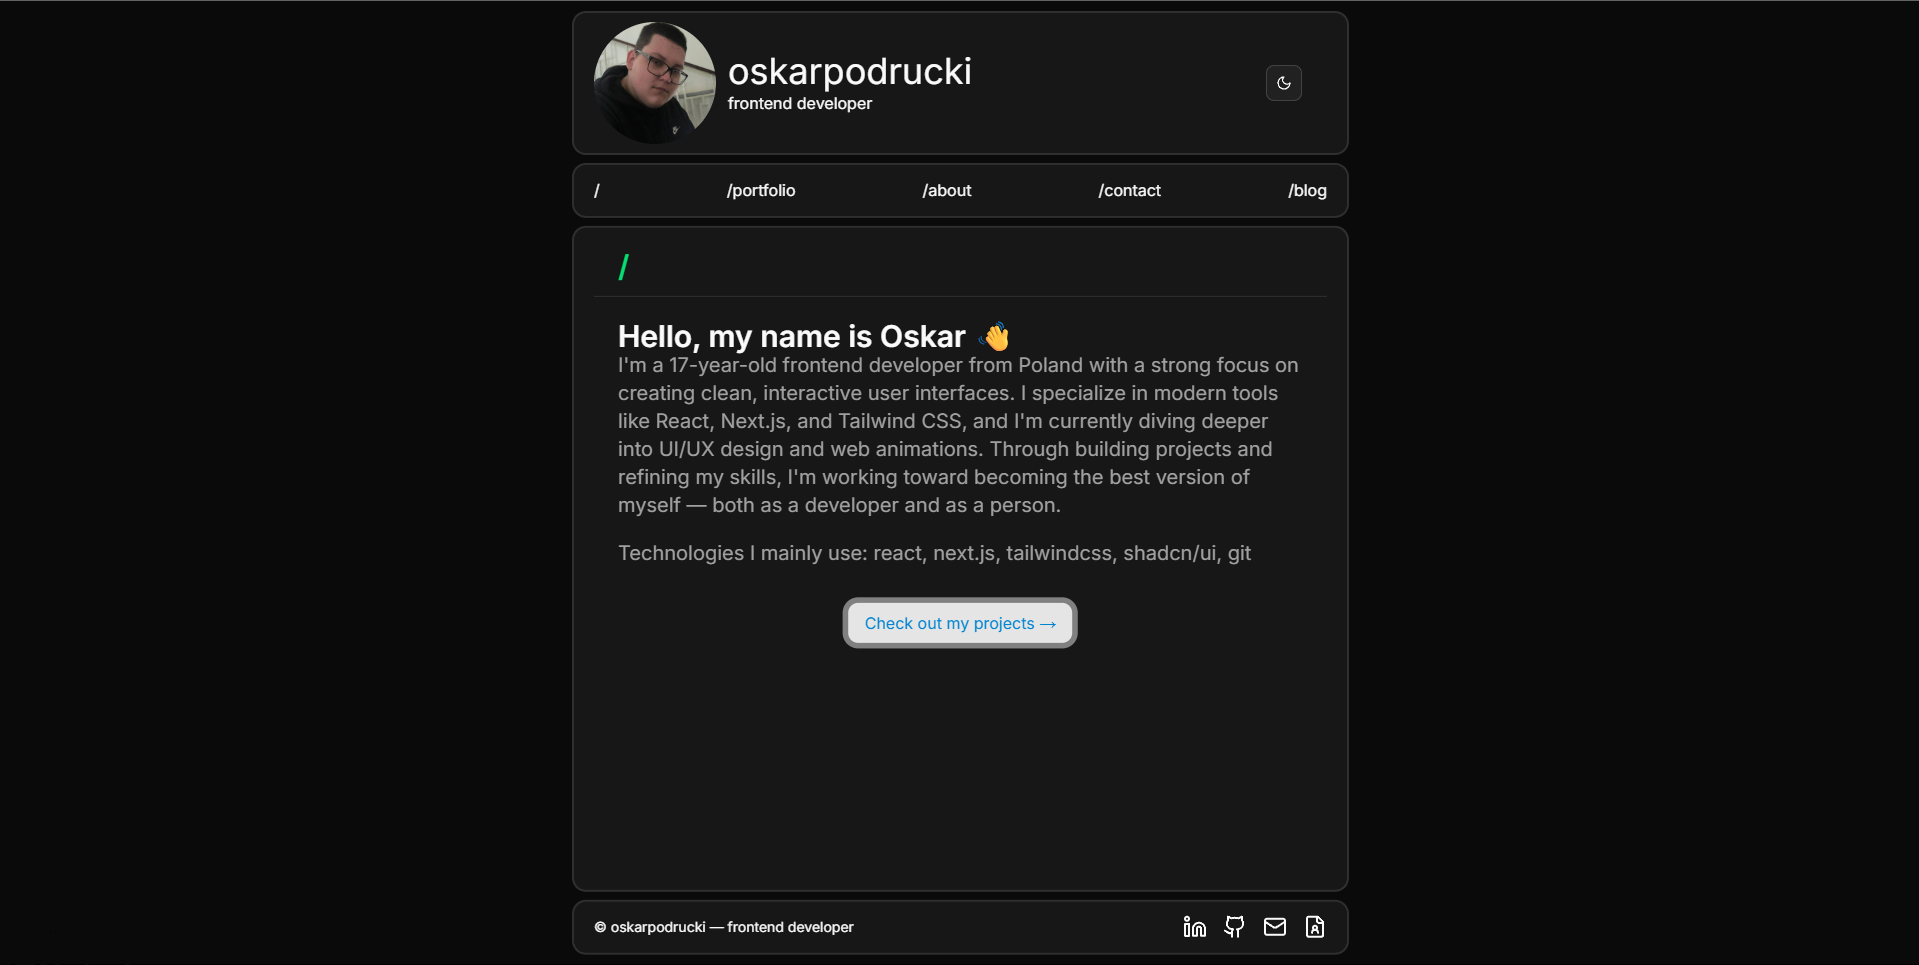 oskarpodrucki
frontend developer
/
/portfolio
/about
/contact
/blog
/
Hello, my name is Oskar 👋
I'm a 17-year-old frontend developer from Poland with a strong focus on
creating clean, interactive user interfaces. I specialize in modern tools
like React, Next.js, and Tailwind CSS, and I'm currently diving deeper
into UI/UX design and web animations. Through building projects and
refining my skills, I'm working toward becoming the best version of
myself — both as a developer and as a person.
Technologies I mainly use: react, next.js, tailwindcss, shadcn/ui, git
Check out my projects →
© oskarpodrucki — frontend developer